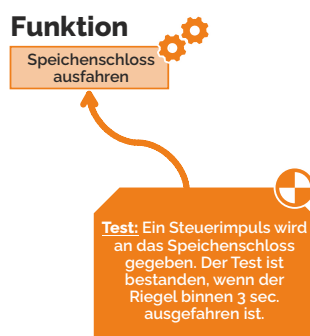 Funktion
Speichenschloss
ausfahren
Test: Ein Steuerimpuls wird
an das Speichenschloss
gegeben. Der Test ist
bestanden, wenn der
Riegel binnen 3 sec.
ausgefahren ist.